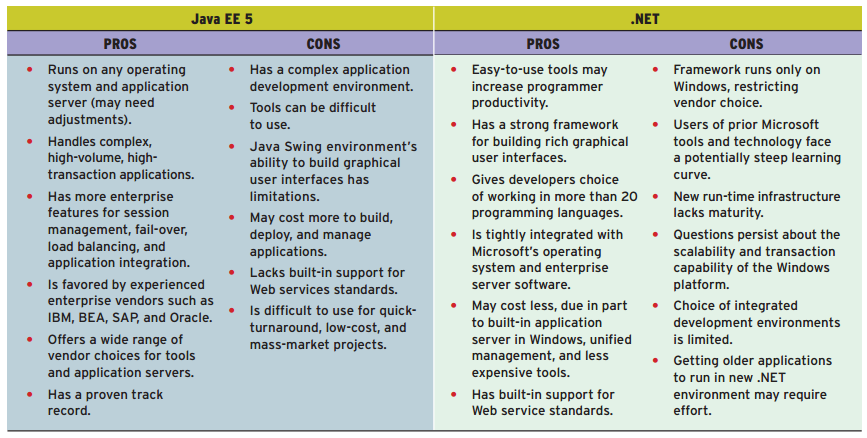 Java EE 5
.NET
PROS
CONS
PROS
CONS
• Runs on any operating
system and application
server (may need
adjustments).
• Handles complex,
high-volume, high-
transaction applications.
• Has more enterprise
features for session
management, fail-over,
load balancing, and
application integration.
• Is favored by experienced
enterprise vendors such as
IBM, BEA, SAP, and Oracle.
• Offers a wide range of
vendor choices for tools
and application servers.
• Has a proven track
record.
• Has a complex application
development environment.
• Tools can be difficult
to use.
• Java Swing environment's
ability to build graphical
user interfaces has
limitations.
• May cost more to build,
deploy, and manage
applications.
• Lacks built-in support for
Web services standards.
• Is difficult to use for quick-
turnaround, low-cost, and
mass-market projects.
• Easy-to-use tools may
increase programmer
productivity.
• Has a strong framework
for building rich graphical
user interfaces.
• Gives developers choice
of working in more than 20
programming languages.
• Is tightly integrated with
Microsoft's operating
system and enterprise
server software.
• May cost less, due in part
to built-in application
server in Windows, unified
management, and less
expensive tools.
• Has built-in support for
Web service standards.
• Framework runs only on
Windows, restricting
vendor choice.
• Users of prior Microsoft
tools and technology face
a potentially steep learning
curve.
• New run-time infrastructure
lacks maturity.
• Questions persist about the
scalability and transaction
capability of the Windows
platform.
• Choice of integrated
development environments
is limited.
• Getting older applications
to run in new .NET
environment may require
effort.